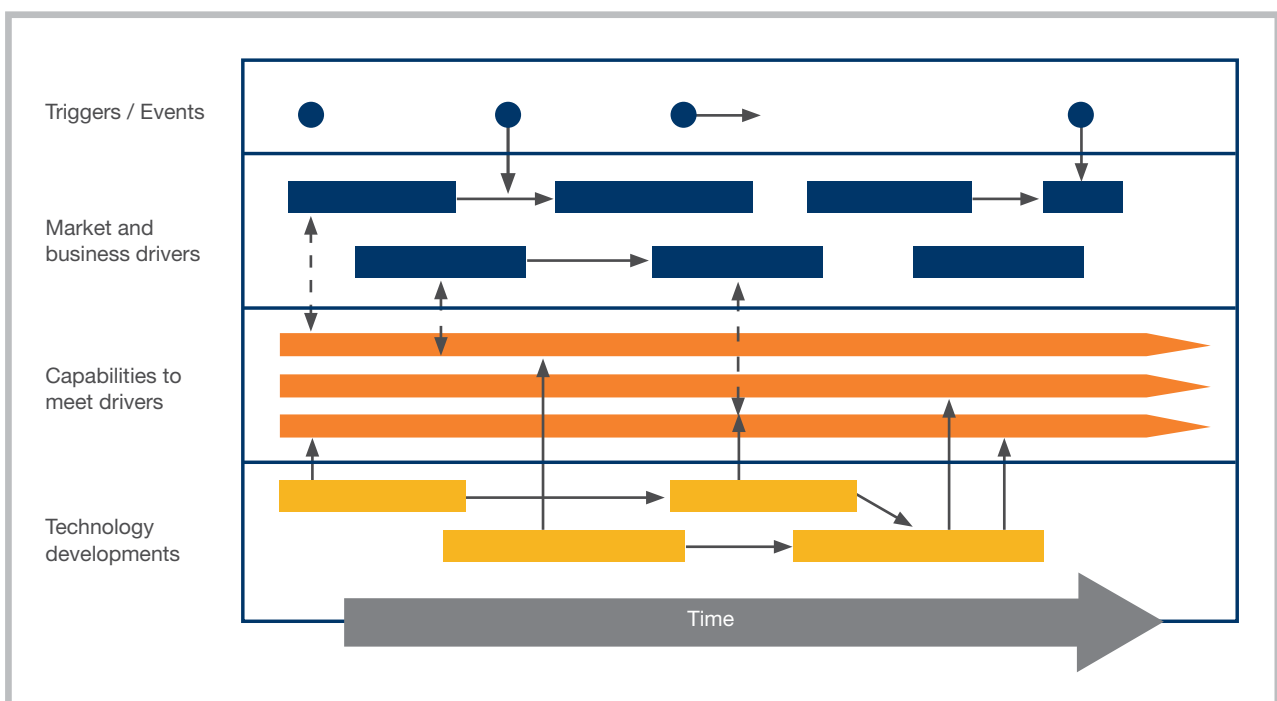 Triggers / Events
Market and
business drivers
Capabilities to
meet drivers
Technology
developments
Time